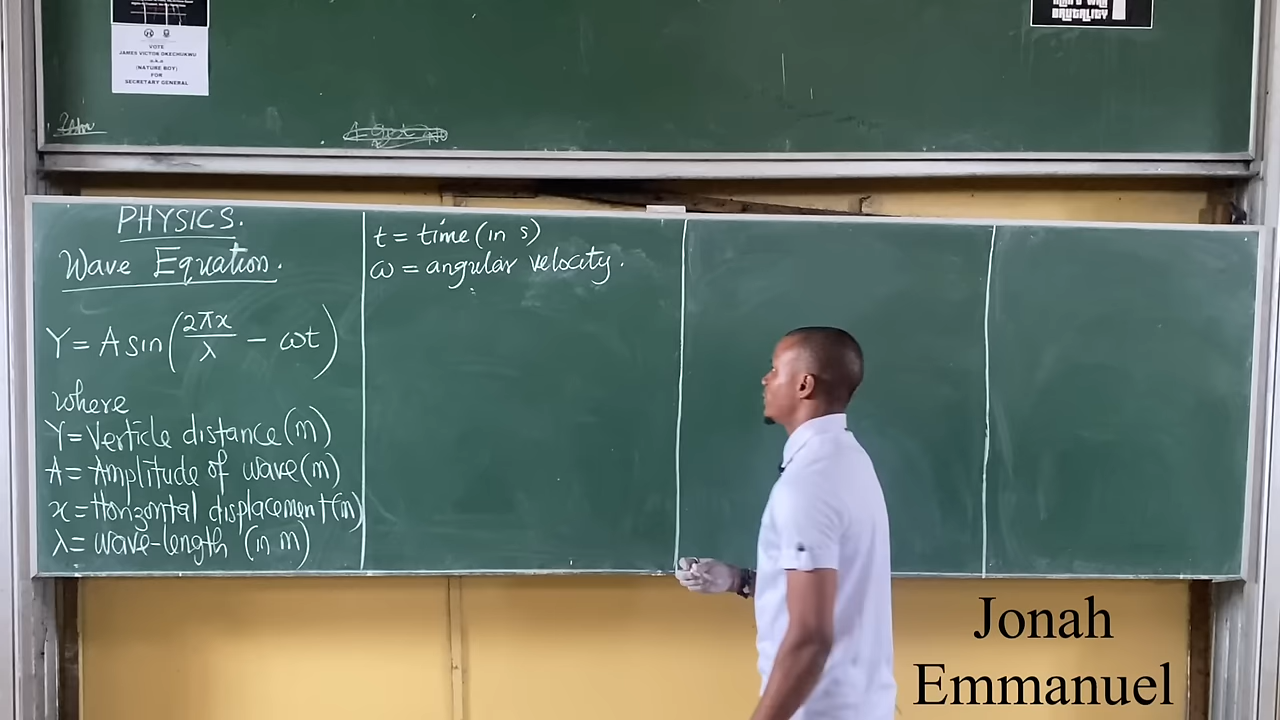 VOTE
JAMES VICTOR OKECHUKWU
a.k.a
(NATURE BOY)
FOR
SECRETARY GENERAL
BRUTALITY
PHYSICS.
Wave Equation.
Y = A sin(2πx/λ - ωt)
where
Y = Verticle distance (m)
A = Amplitude of wave (m)
x = Horizontal displacement (m)
λ = wave-length (in m)
t = time (in s)
ω = angular velocity.
Jonah
Emmanuel